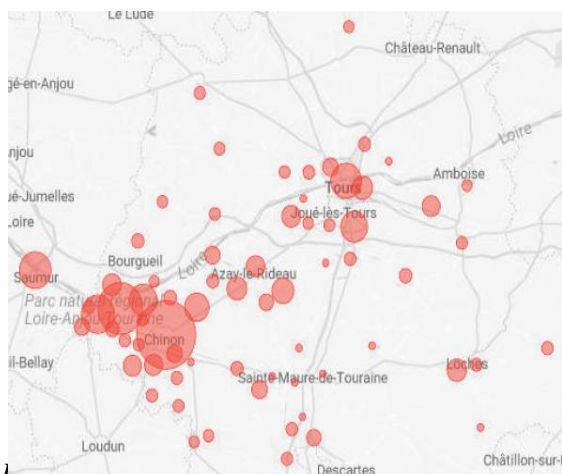 Le Lude
Château-Renault
gé-en-Anjou
Loire
njou
Amboise
Tours
ué-Jumelles
Joué-lès-Tours
-Loire
Bourgueil
Loire
Saumur
Azay-le-Rideau
Parc naturel régional
Loire-Anjou-Touraine
Chinon
il-Bellay
Loches
Sainte-Maure-de-Touraine
Loudun
Descartes
Châtillon-sur-I